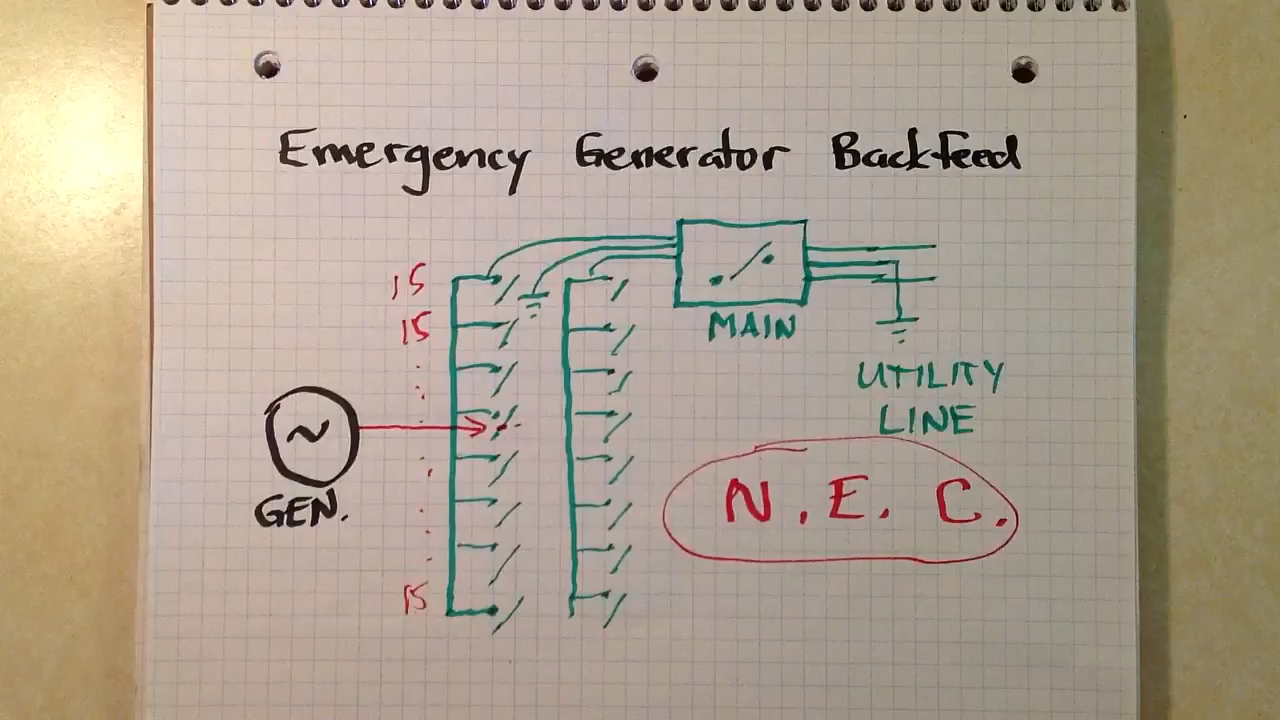 Emergency Generator Backfeed
15
15
MAIN
UTILITY
LINE
~
GEN.
N.E.C.
15